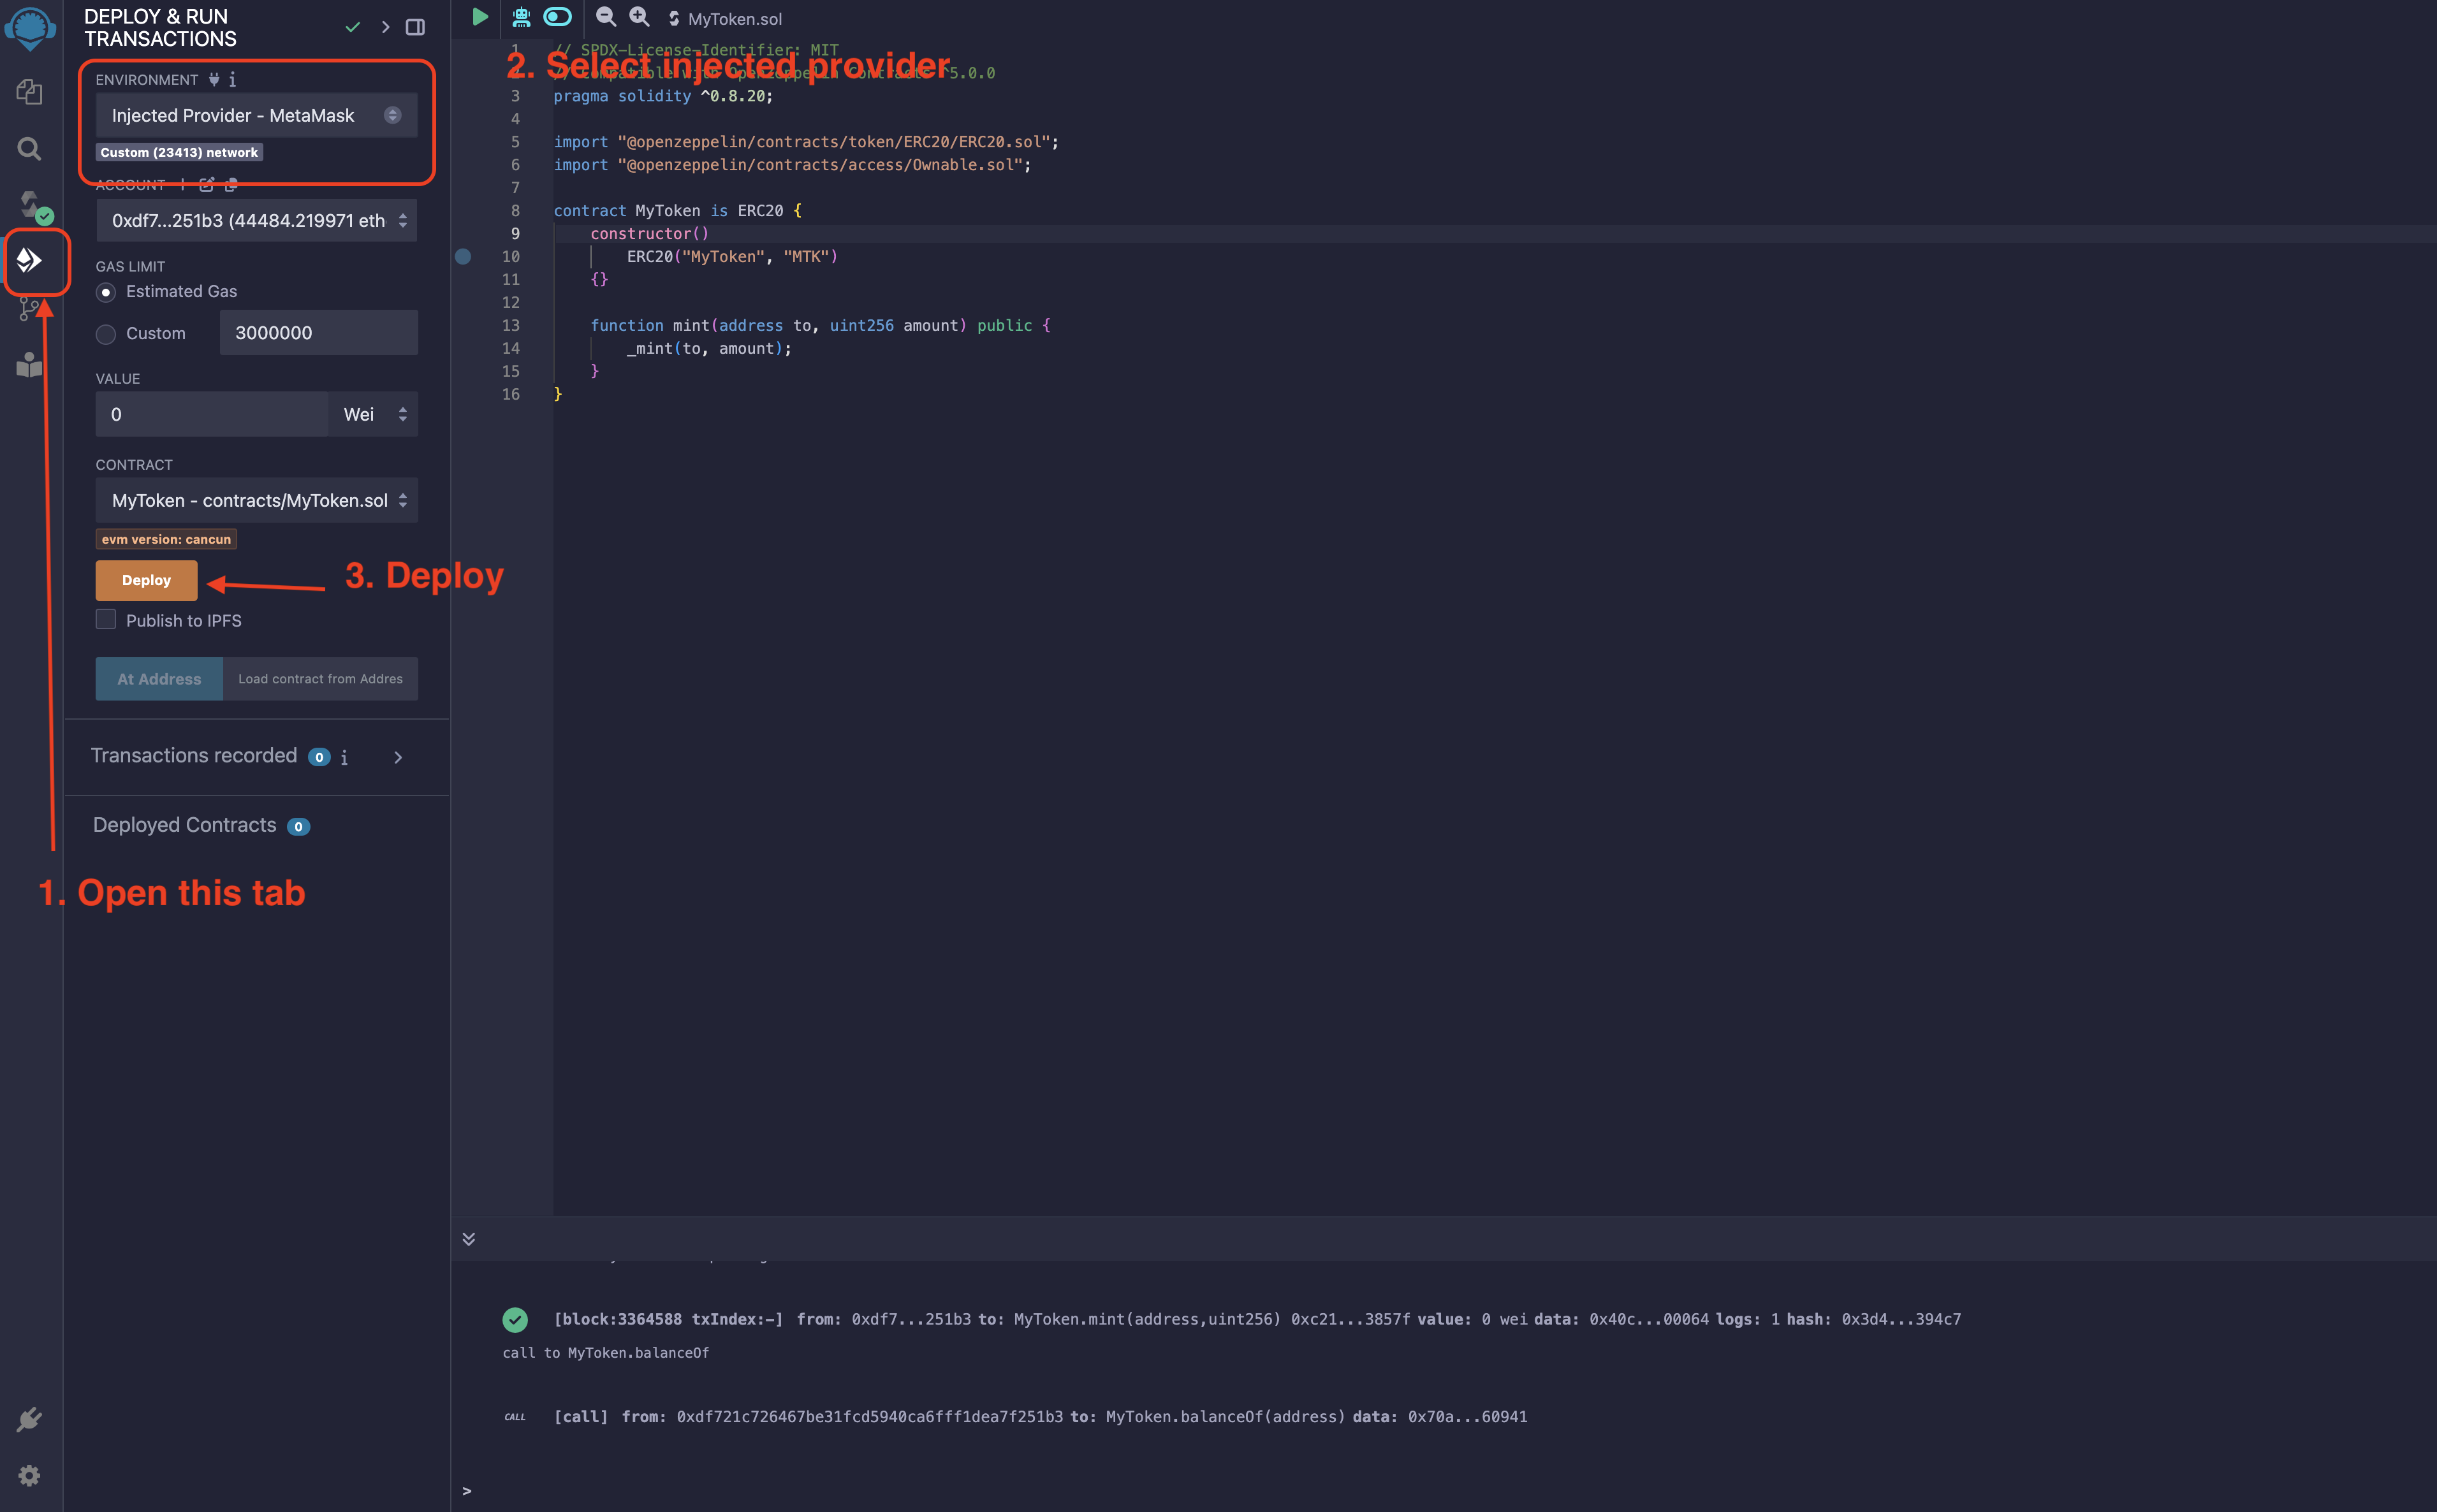 DEPLOY & RUN
TRANSACTIONS
ENVIRONMENT
Injected Provider - MetaMask
Custom (23413) network
ACCOUNT
0xdf7...251b3 (44484.219971 eth
GAS LIMIT
Estimated Gas
Custom
3000000
VALUE
0
Wei
CONTRACT
MyToken - contracts/MyToken.sol
evm version: cancun
Deploy
3. Deploy
Publish to IPFS
At Address
Load contract from Addres
Transactions recorded 0
Deployed Contracts 0
1. Open this tab
MyToken.sol
2. Select injected provider
1 // SPDX-License-Identifier: MIT
// Compatible with OpenZeppelin Contracts ^5.0.0
3 pragma solidity ^0.8.20;
4
5 import "@openzeppelin/contracts/token/ERC20/ERC20.sol";
6 import "@openzeppelin/contracts/access/Ownable.sol";
7
8 contract MyToken is ERC20 {
9 constructor()
10 ERC20("MyToken", "MTK")
11 {}
12
13 function mint(address to, uint256 amount) public {
14 _mint(to, amount);
15 }
16 }
[block:3364588 txIndex:-] from: 0xdf7...251b3 to: MyToken.mint(address,uint256) 0xc21...3857f value: 0 wei data: 0x40c...00064 logs: 1 hash: 0x3d4...394c7
call to MyToken.balanceOf
CALL [call] from: 0xdf721c726467be31fcd5940ca6fff1dea7f251b3 to: MyToken.balanceOf(address) data: 0x70a...60941
>